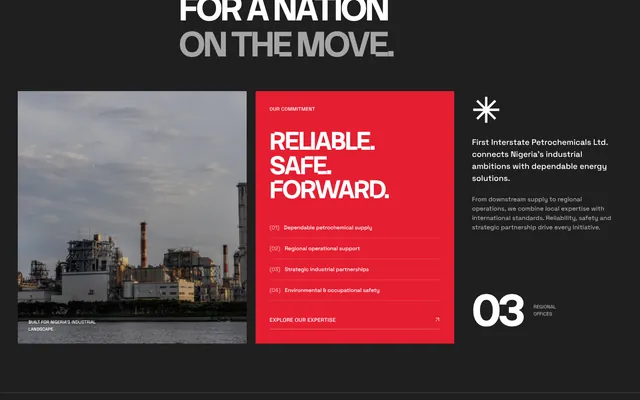 FOR A NATION
ON THE MOVE.
BUILT FOR NIGERIA'S INDUSTRIAL
LANDSCAPE
OUR COMMITMENT
RELIABLE.
SAFE.
FORWARD.
(01) Dependable petrochemical supply
(02) Regional operational support
(03) Strategic industrial partnerships
(04) Environmental & occupational safety
EXPLORE OUR EXPERTISE
First Interstate Petrochemicals Ltd.
connects Nigeria's industrial
ambitions with dependable energy
solutions.
From downstream supply to regional
operations, we combine local expertise with
international standards. Reliability, safety and
strategic partnership drive every initiative.
03
REGIONAL
OFFICES